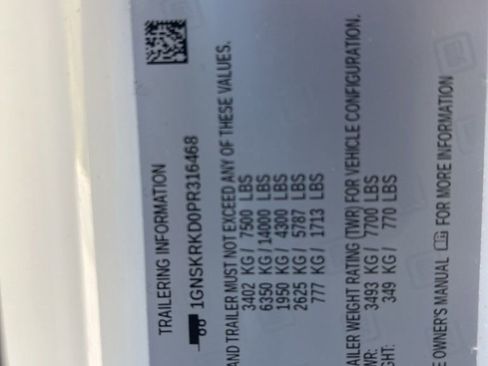 TRAILERING INFORMATION
1GNSKRKD0PR316468
AND TRAILER MUST NOT EXCEED ANY OF THESE VALUES.
3402 KG / 7500 LBS
6350 KG / 14000 LBS
1950 KG / 4300 LBS
2625 KG / 5787 LBS
777 KG / 1713 LBS
AILER WEIGHT RATING (TWR) FOR VEHICLE CONFIGURATION.
WR: 3493 KG / 7700 LBS
GHT: 349 KG / 770 LBS
E OWNER'S MANUAL FOR MORE INFORMATION